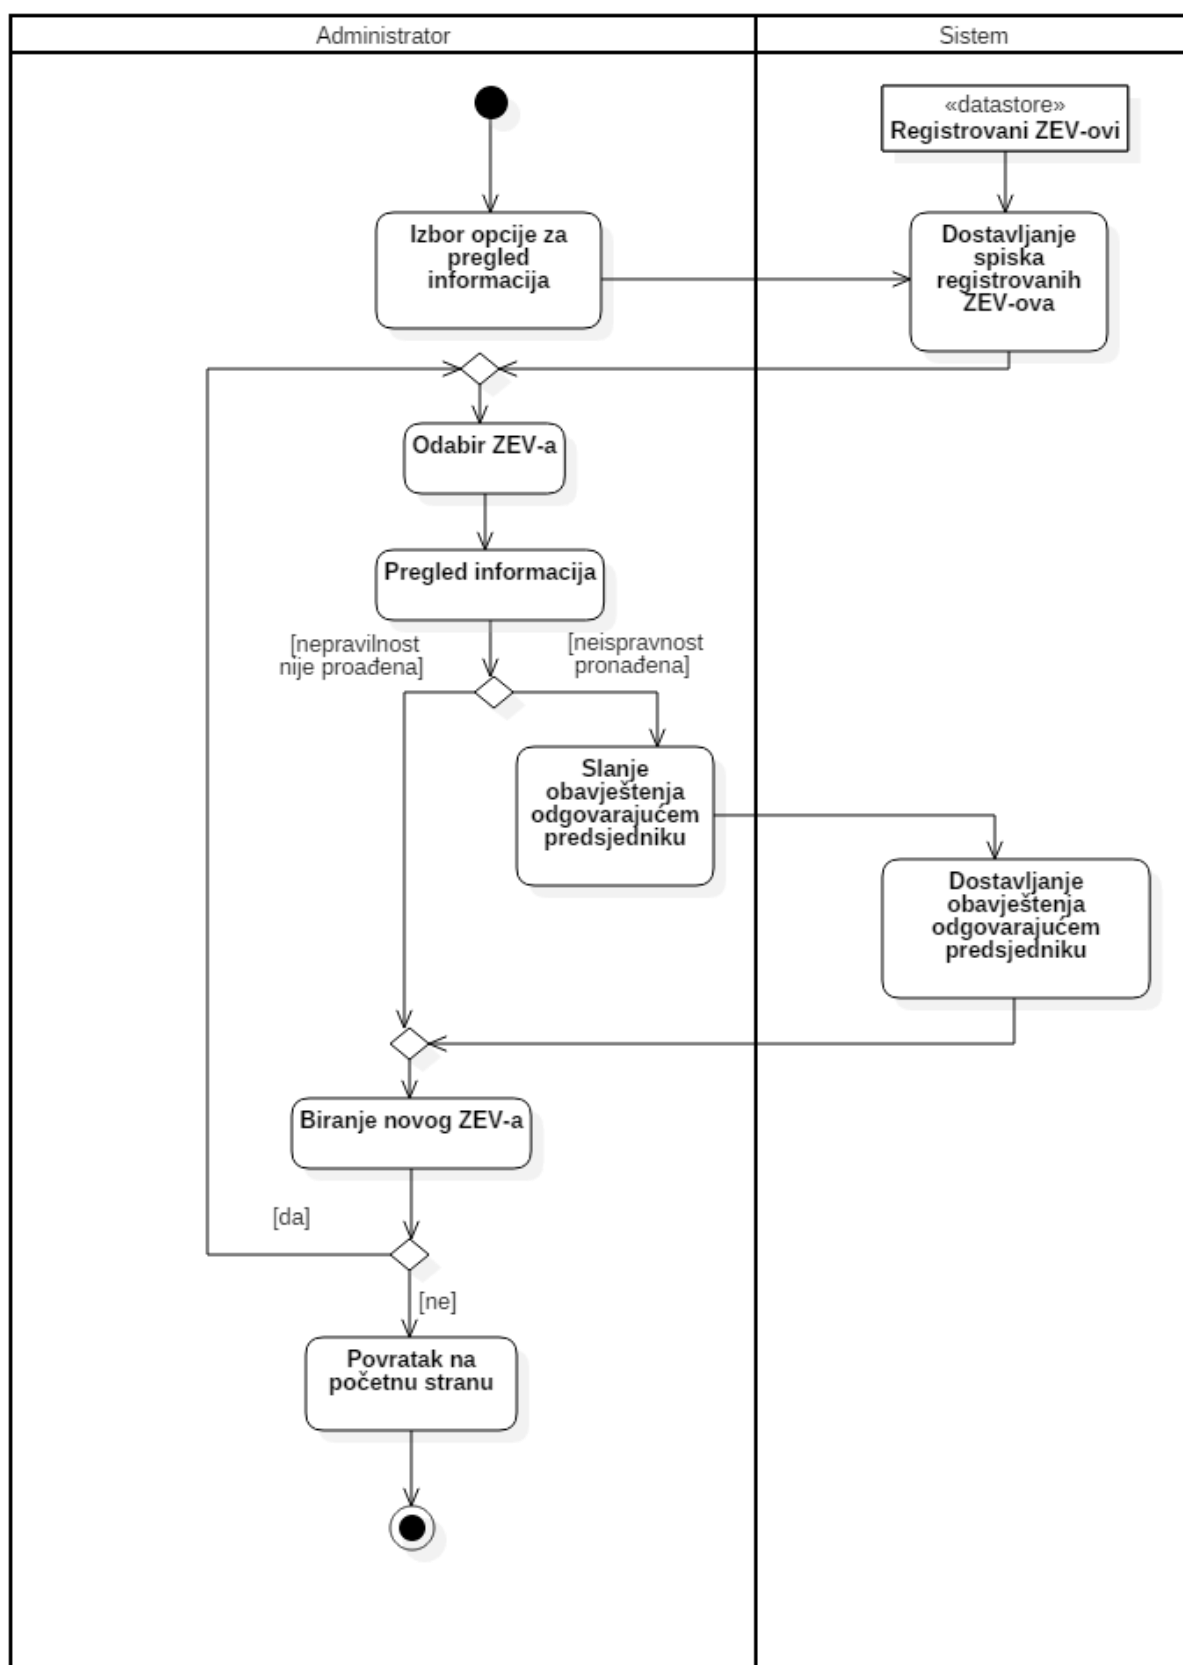 Administrator
Sistem
«datastore»
Registrovani ZEV-ovi
Izbor opcije za
pregled
informacija
Dostavljanje
spiska
registrovanih
ZEV-ova
Odabir ZEV-a
Pregled informacija
[nepravilnost
nije proađena]
[neispravnost
pronađena]
Slanje
obavještenja
odgovarajućem
predsjedniku
Dostavljanje
obavještenja
odgovarajućem
predsjedniku
Biranje novog ZEV-a
[da]
[ne]
Povratak na
početnu stranu